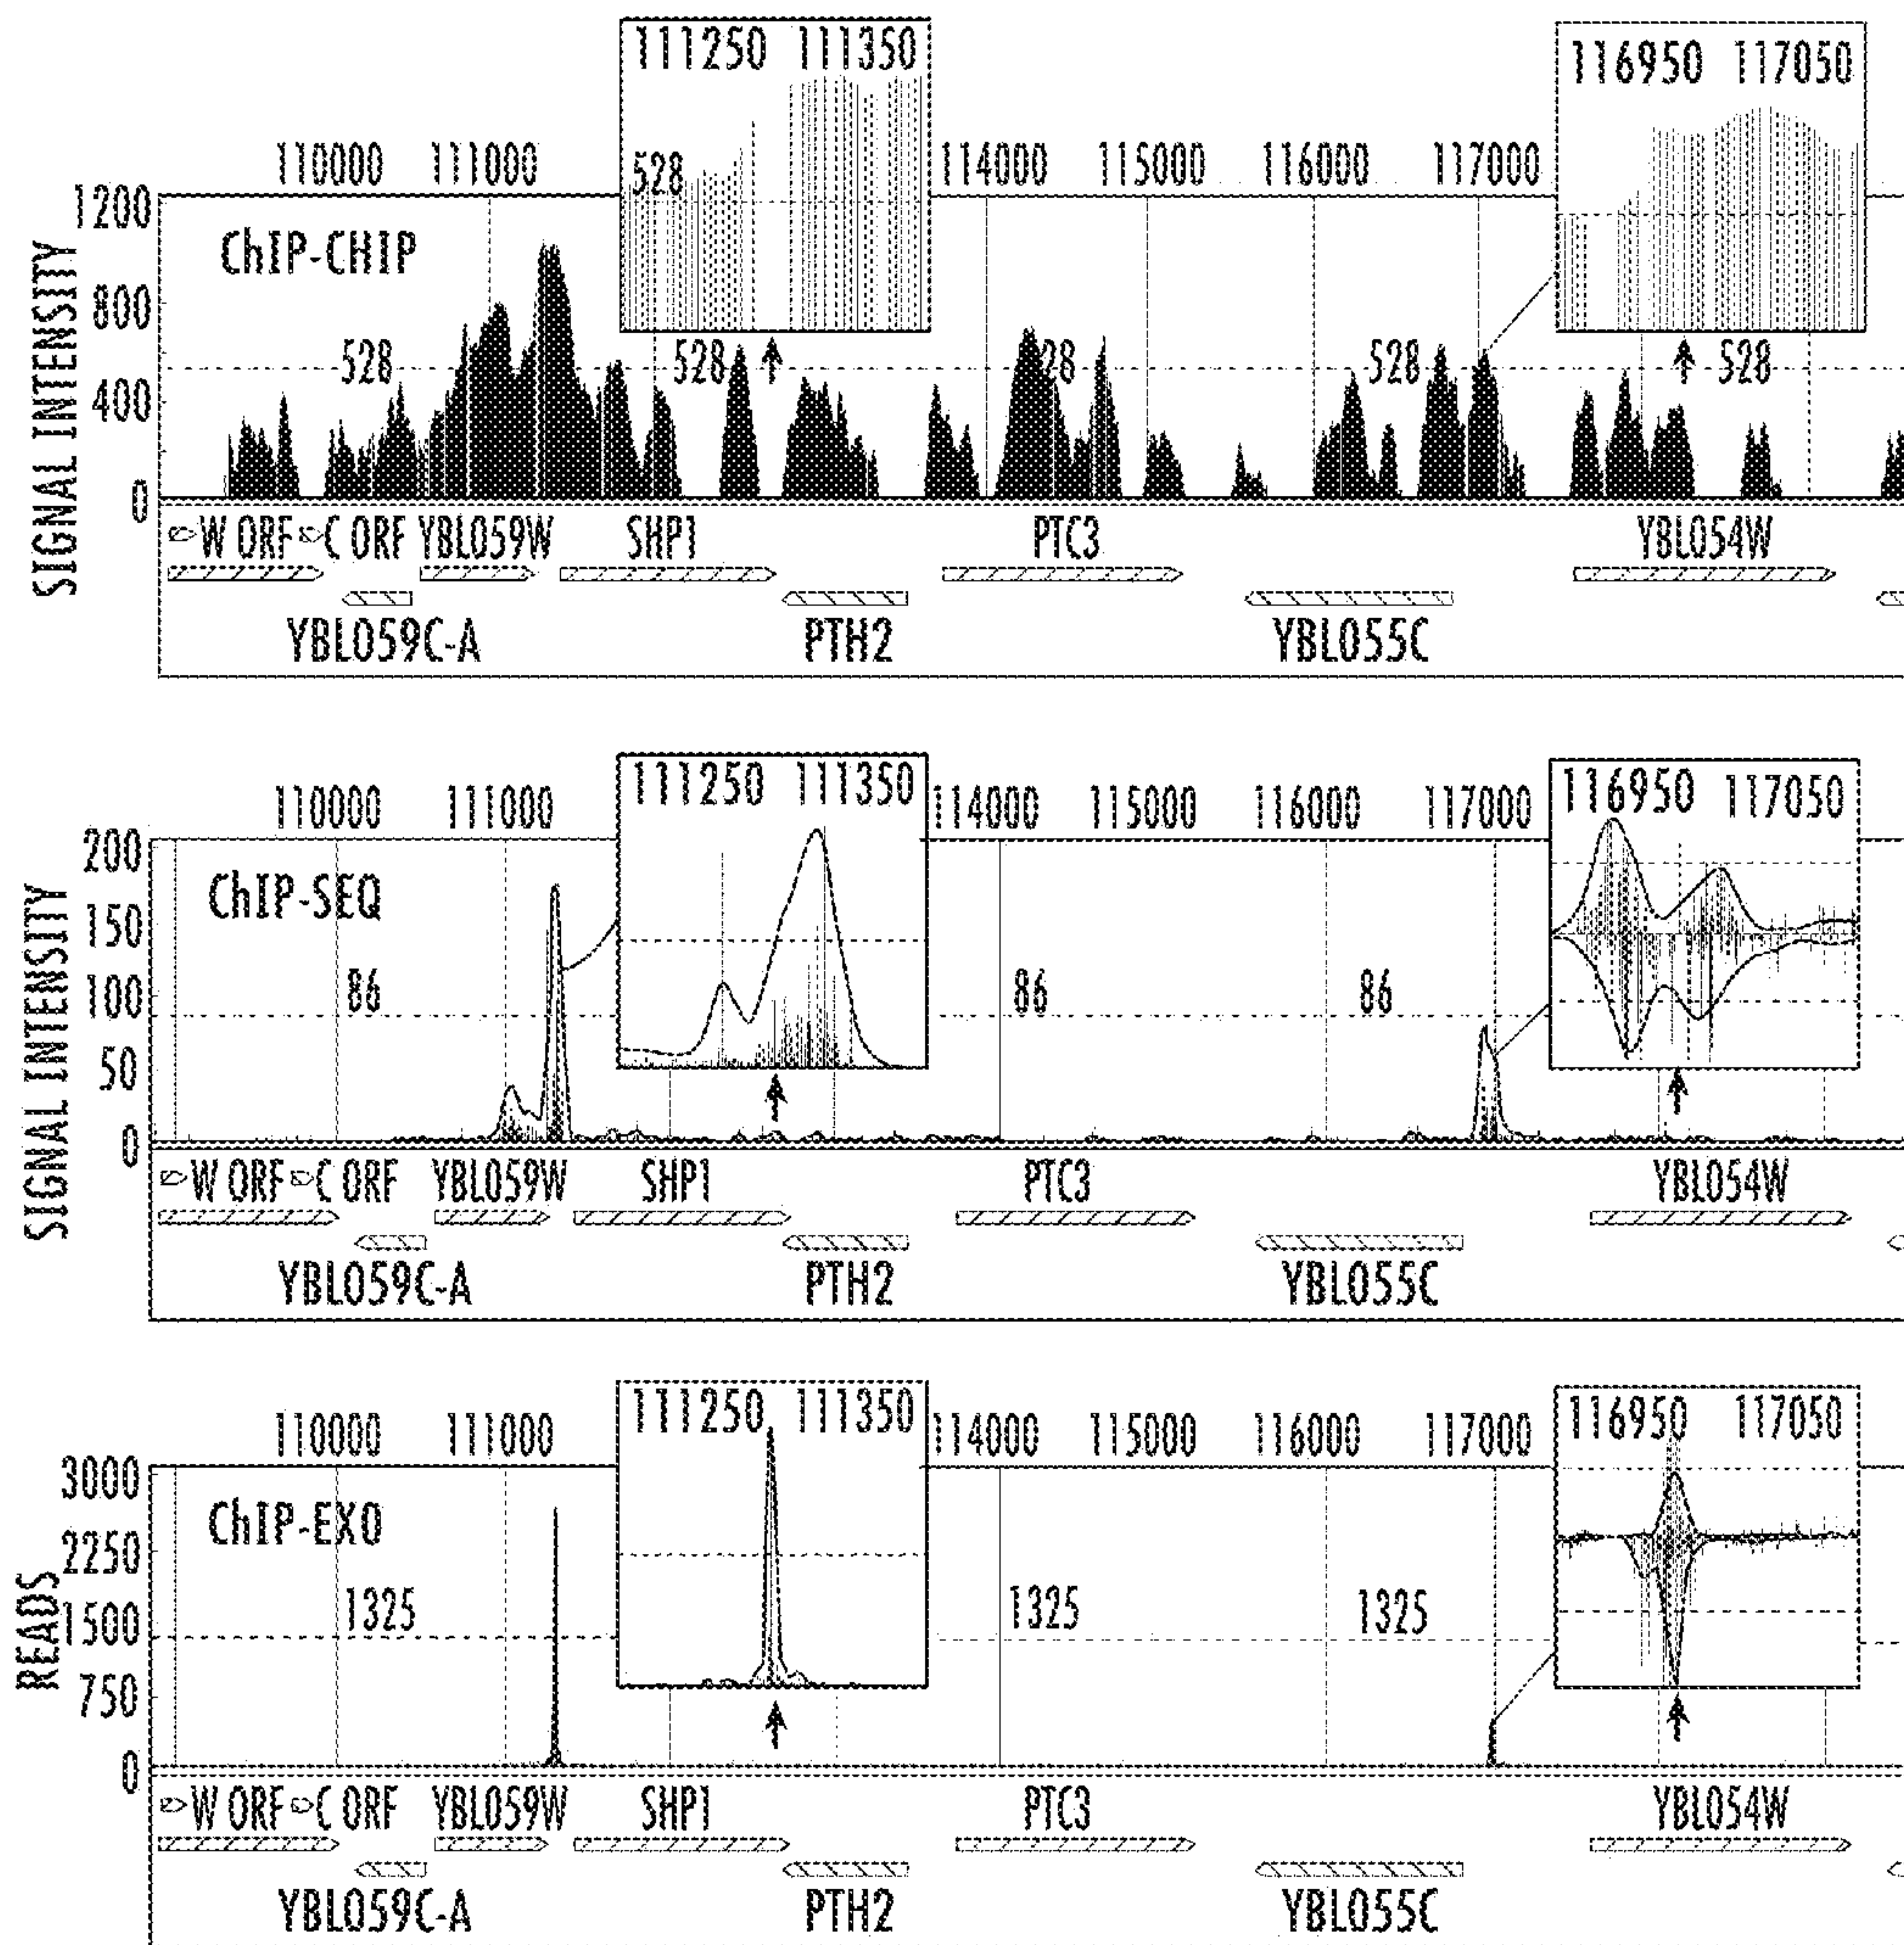 111250 111350
116950 117050
110000 111000 114000 115000 116000 117000
528
1200
ChIP-CHIP
800
528 528 28 528 528
400
0
SIGNAL INTENSITY
W ORF C ORF YBL059W SHP1 PTC3 YBL054W
YBL059C-A PTH2 YBL055C
111250 111350
116950 117050
110000 111000 114000 115000 116000 117000
200
ChIP-SEQ
150
86 86 86
100
50
0
SIGNAL INTENSITY
W ORF C ORF YBL059W SHP1 PTC3 YBL054W
YBL059C-A PTH2 YBL055C
111250 111350
116950 117050
110000 111000 114000 115000 116000 117000
3000
ChIP-EXO
2250
1325 1325 1325
1500
750
0
READS
W ORF C ORF YBL059W SHP1 PTC3 YBL054W
YBL059C-A PTH2 YBL055C